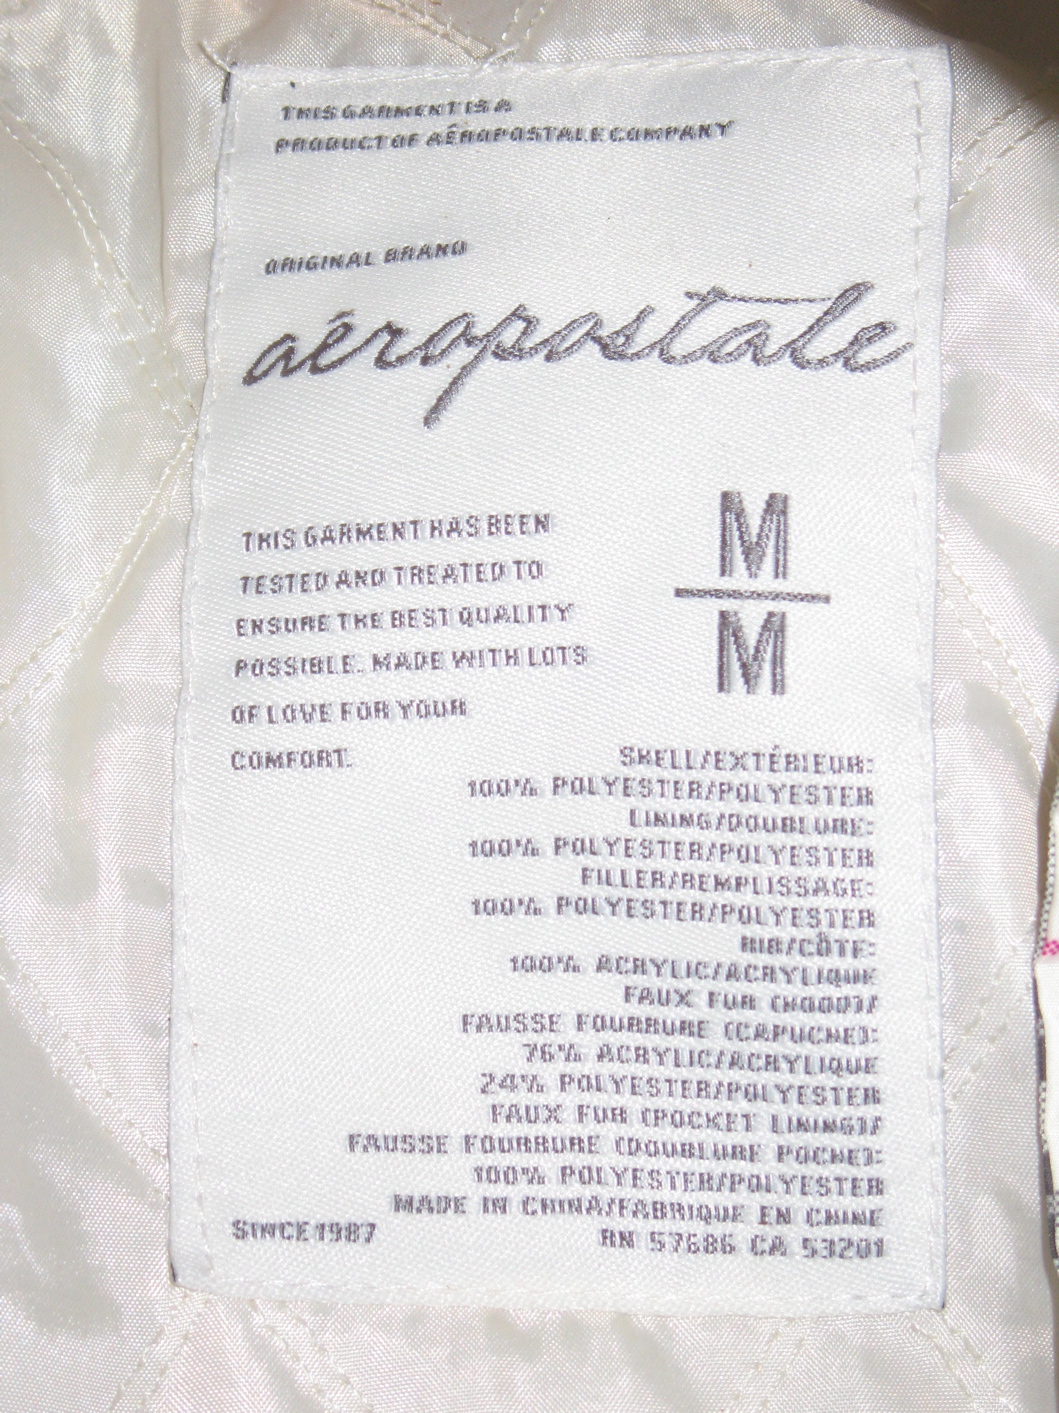 THIS GARMENT IS A
PRODUCT OF AÉROPOSTALE COMPANY
ORIGINAL BRAND
aéropostale
M
M
THIS GARMENT HAS BEEN
TESTED AND TREATED TO
ENSURE THE BEST QUALITY
POSSIBLE. MADE WITH LOTS
OF LOVE FOR YOUR
COMFORT.
SHELL/EXTÉRIEUR:
100% POLYESTER/POLYESTER
LINING/DOUBLURE:
100% POLYESTER/POLYESTER
FILLER/REMPLISSAGE:
100% POLYESTER/POLYESTER
RIB/CÔTE:
100% ACRYLIC/ACRYLIQUE
FAUX FUR (HOOD)/
FAUSSE FOURRURE (CAPUCHE):
76% ACRYLIC/ACRYLIQUE
24% POLYESTER/POLYESTER
FAUX FUR (POCKET LINING)/
FAUSSE FOURRURE (DOUBLURE POCHE):
100% POLYESTER/POLYESTER
MADE IN CHINA/FABRIQUE EN CHINE
SINCE 1987
RN 57686 CA 53201